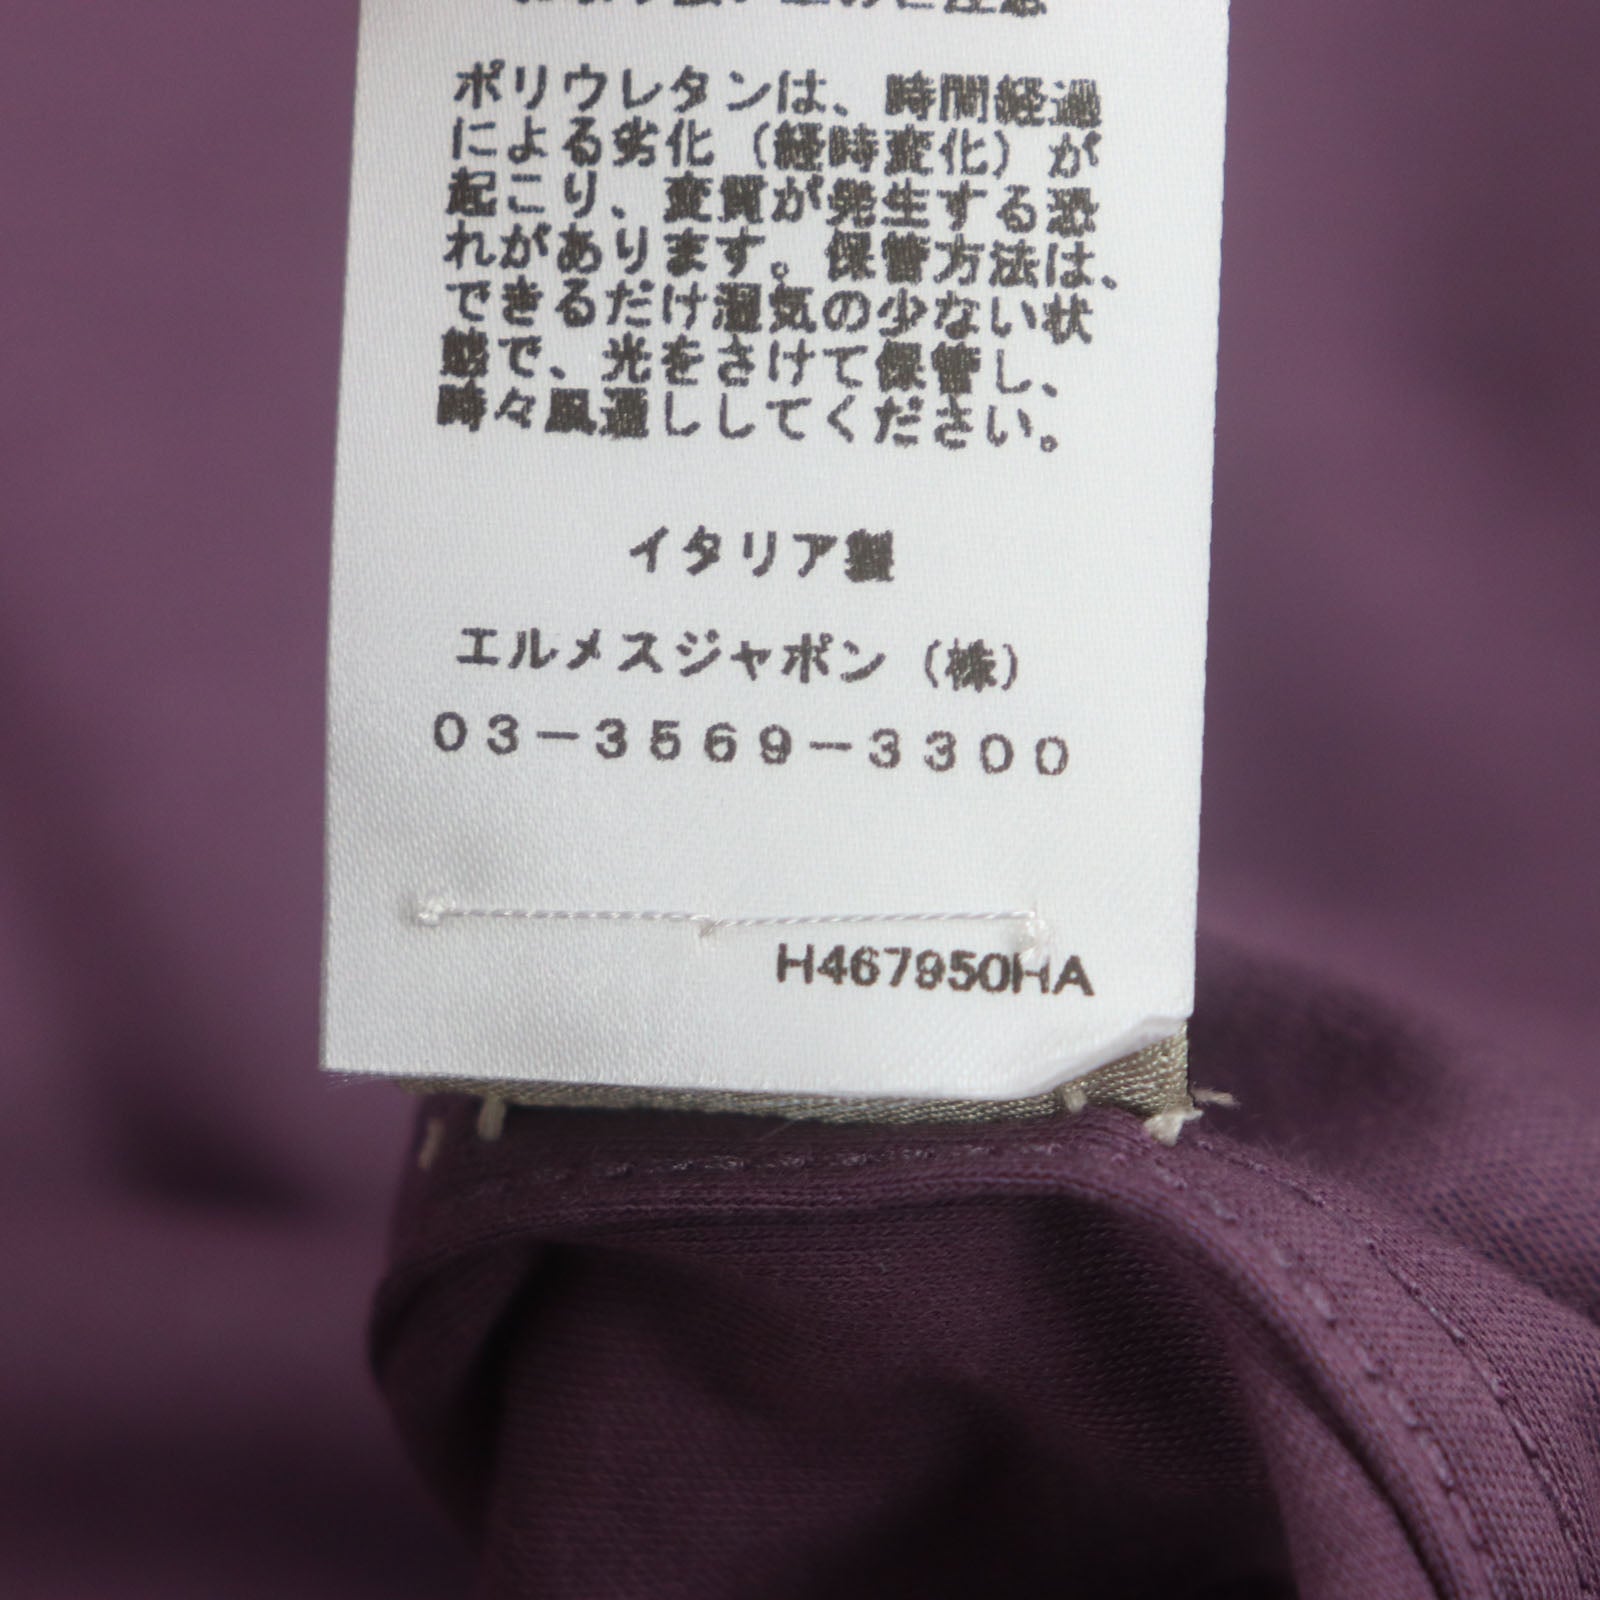 ポリウレタンは、時間経過
による劣化（経時変化）が
起こり、変質が発生する恐
れがあります。保管方法は、
できるだけ湿気の少ない状
態で、光をさけて保管し、
時々風通ししてください。
イタリア製
エルメスジャポン（株）
03-3569-3300
H467950HA